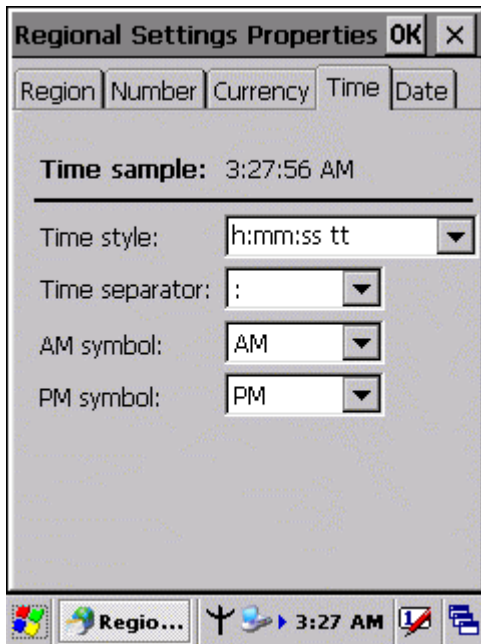 Regional Settings Properties OK ×
Region Number Currency Time Date
Time sample: 3:27:56 AM
Time style: h:mm:ss tt
Time separator: :
AM symbol: AM
PM symbol: PM
Regio... 3:27 AM 1